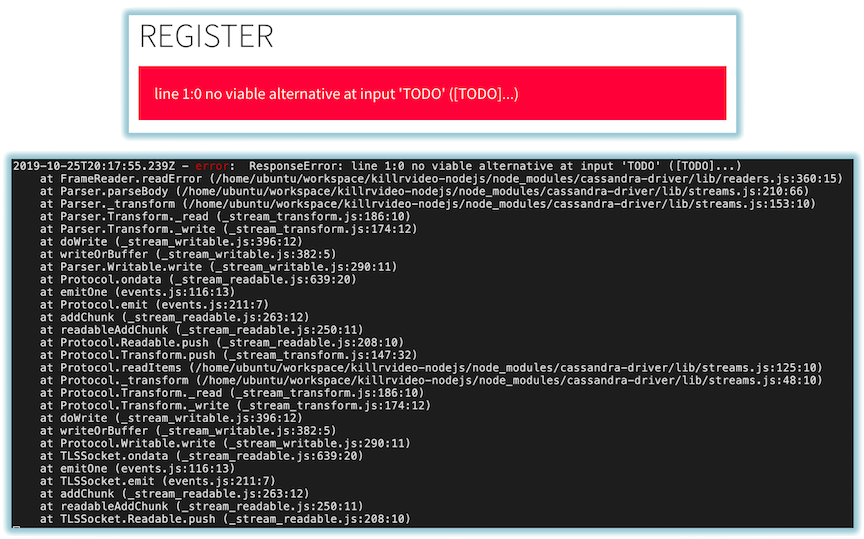 REGISTER
line 1:0 no viable alternative at input 'TODO' ([TODO]...)
2019-10-25T20:17:55.239Z - error:  ResponseError: line 1:0 no viable alternative at input 'TODO' ([TODO]...)
    at FrameReader.readError (/home/ubuntu/workspace/killrvideo-nodejs/node_modules/cassandra-driver/lib/readers.js:360:15)
    at Parser.parseBody (/home/ubuntu/workspace/killrvideo-nodejs/node_modules/cassandra-driver/lib/streams.js:210:66)
    at Parser._transform (/home/ubuntu/workspace/killrvideo-nodejs/node_modules/cassandra-driver/lib/streams.js:153:10)
    at Parser.Transform._read (_stream_transform.js:186:10)
    at Parser.Transform._write (_stream_transform.js:174:12)
    at doWrite (_stream_writable.js:396:12)
    at writeOrBuffer (_stream_writable.js:382:5)
    at Parser.Writable.write (_stream_writable.js:290:11)
    at Protocol.ondata (_stream_readable.js:639:20)
    at emitOne (events.js:116:13)
    at Protocol.emit (events.js:211:7)
    at addChunk (_stream_readable.js:263:12)
    at readableAddChunk (_stream_readable.js:250:11)
    at Protocol.Readable.push (_stream_readable.js:208:10)
    at Protocol.Transform.push (_stream_transform.js:147:32)
    at Protocol.readItems (/home/ubuntu/workspace/killrvideo-nodejs/node_modules/cassandra-driver/lib/streams.js:125:10)
    at Protocol._transform (/home/ubuntu/workspace/killrvideo-nodejs/node_modules/cassandra-driver/lib/streams.js:48:10)
    at Protocol.Transform._read (_stream_transform.js:186:10)
    at Protocol.Transform._write (_stream_transform.js:174:12)
    at doWrite (_stream_writable.js:396:12)
    at writeOrBuffer (_stream_writable.js:382:5)
    at Protocol.Writable.write (_stream_writable.js:290:11)
    at TLSSocket.ondata (_stream_readable.js:639:20)
    at emitOne (events.js:116:13)
    at TLSSocket.emit (events.js:211:7)
    at addChunk (_stream_readable.js:263:12)
    at readableAddChunk (_stream_readable.js:250:11)
    at TLSSocket.Readable.push (_stream_readable.js:208:10)